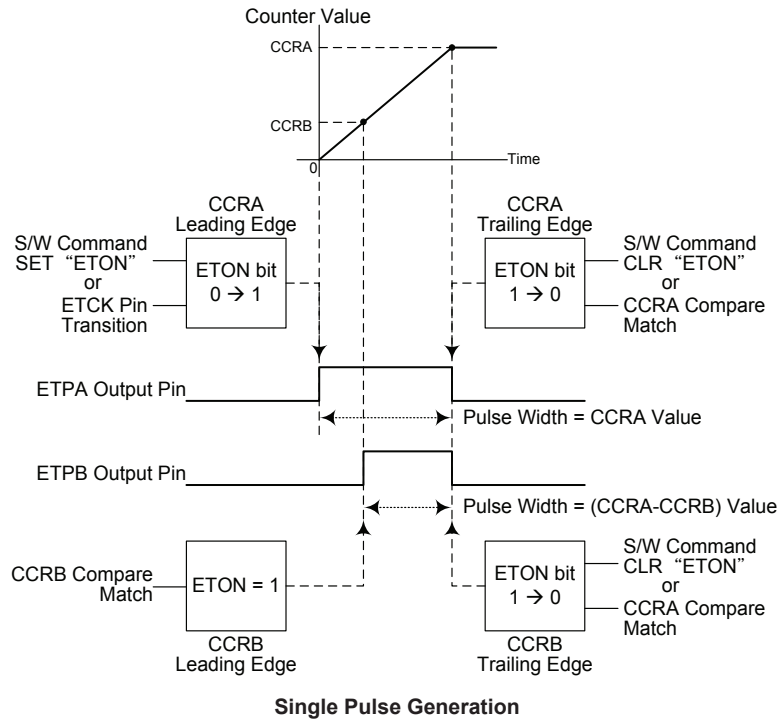 Counter Value
CCRA
CCRB
0
Time
CCRA
Leading Edge
S/W Command
SET “ETON”
or
ETCK Pin
Transition
ETON bit
0 → 1
CCRA
Trailing Edge
ETON bit
1 → 0
S/W Command
CLR “ETON”
or
CCRA Compare
Match
ETPA Output Pin
Pulse Width = CCRA Value
ETPB Output Pin
Pulse Width = (CCRA-CCRB) Value
CCRB Compare
Match
ETON = 1
CCRB
Leading Edge
ETON bit
1 → 0
CCRB
Trailing Edge
S/W Command
CLR “ETON”
or
CCRA Compare
Match
Single Pulse Generation